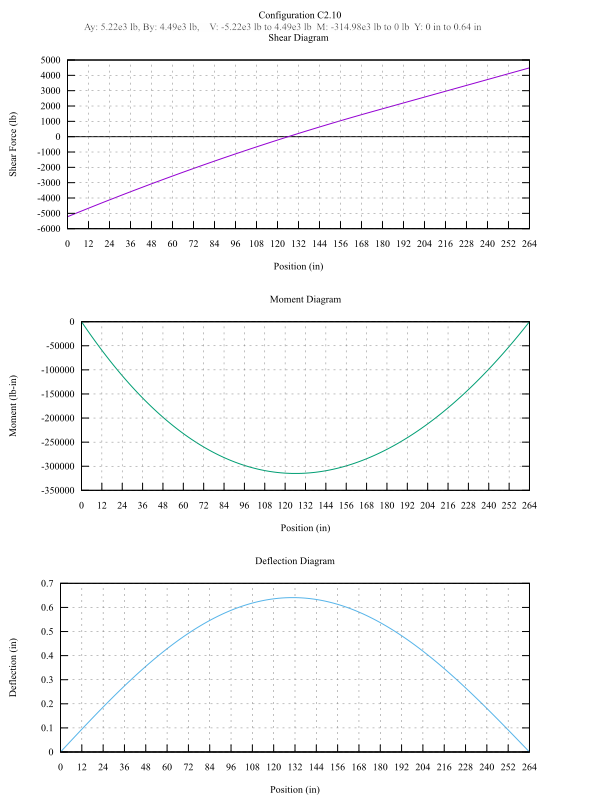 Configuration C2.10
Ay: 5.22e3 lb, By: 4.49e3 lb, V: -5.22e3 lb to 4.49e3 lb M: -314.98e3 lb to 0 lb Y: 0 in to 0.64 in
Shear Diagram
5000
4000
3000
2000
1000
0
-1000
-2000
-3000
-4000
-5000
-6000
Shear Force (lb)
0 12 24 36 48 60 72 84 96 108 120 132 144 156 168 180 192 204 216 228 240 252 264
Position (in)
Moment Diagram
0
-50000
-100000
-150000
-200000
-250000
-300000
-350000
Moment (lb-in)
0 12 24 36 48 60 72 84 96 108 120 132 144 156 168 180 192 204 216 228 240 252 264
Position (in)
Deflection Diagram
0.7
0.6
0.5
0.4
0.3
0.2
0.1
0
Deflection (in)
0 12 24 36 48 60 72 84 96 108 120 132 144 156 168 180 192 204 216 228 240 252 264
Position (in)